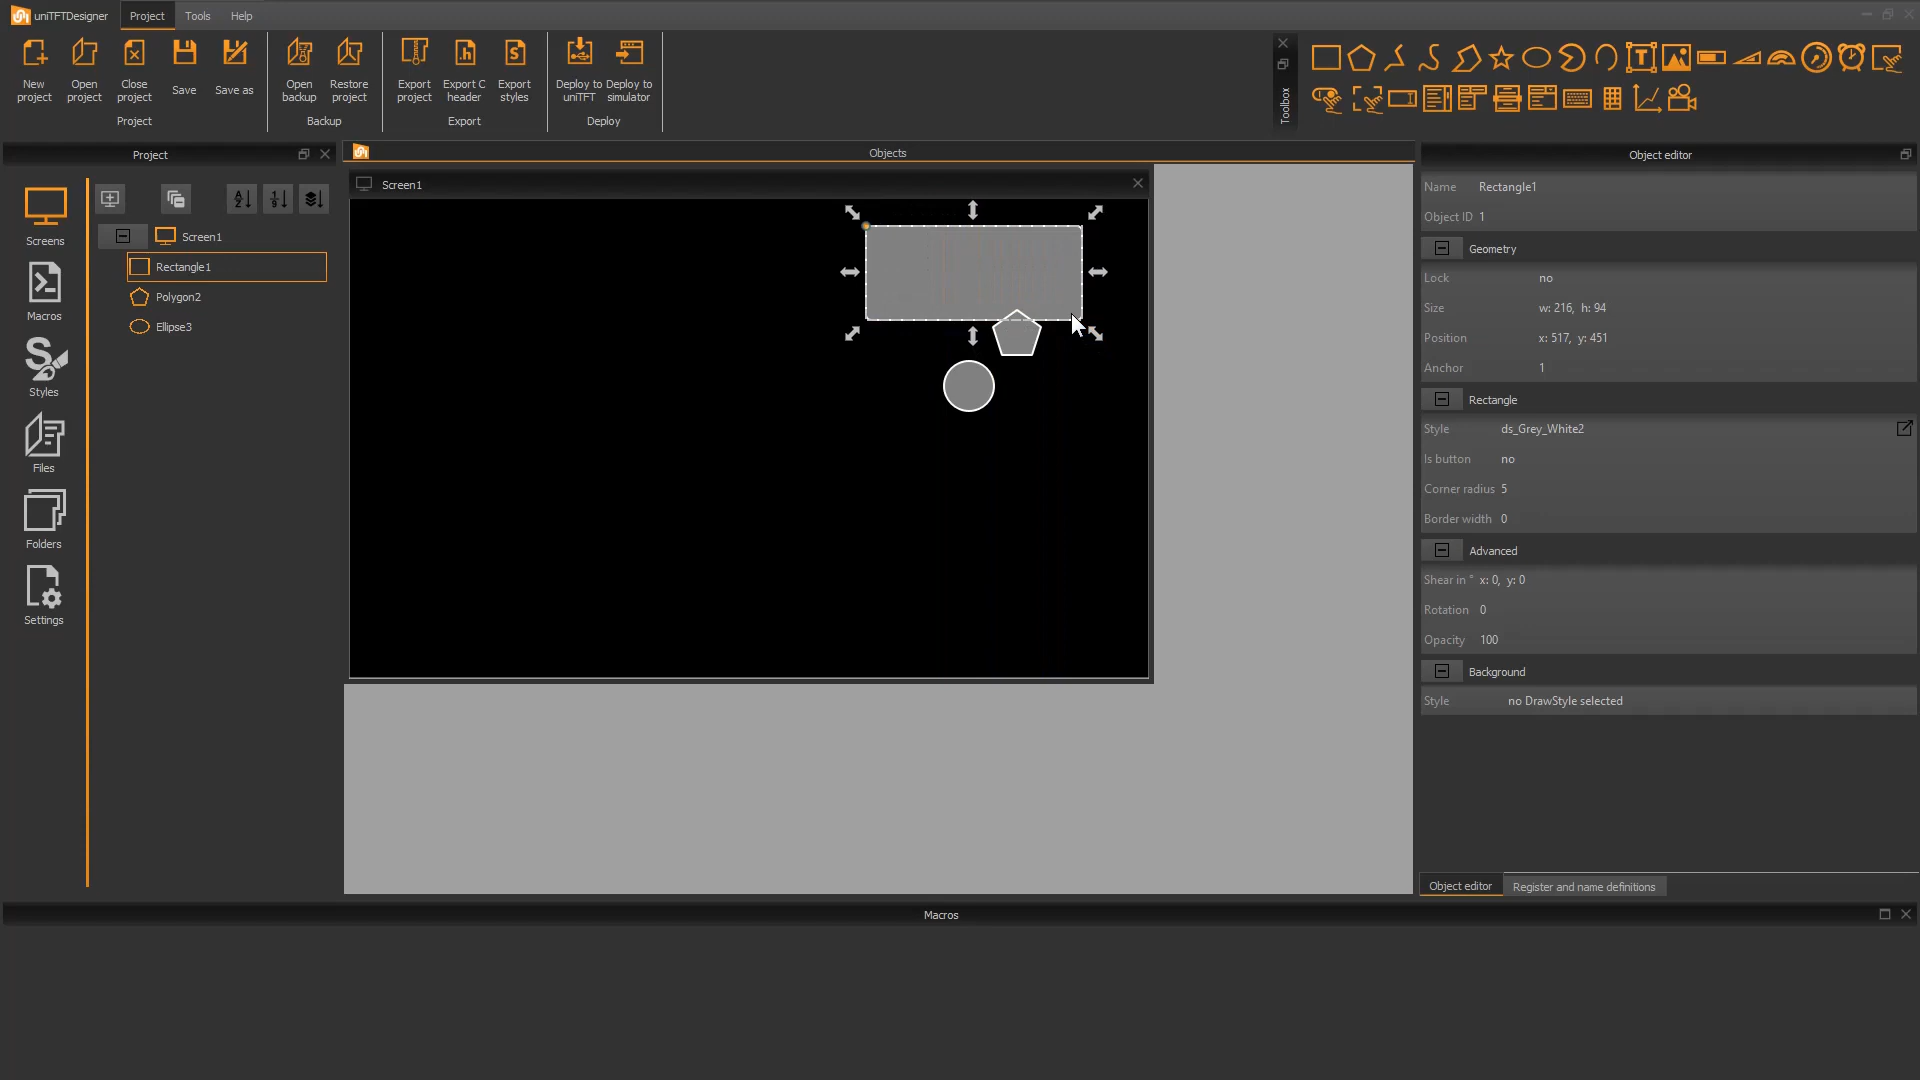 uniTFTDesigner
Project
Tools
Help
New project
Open project
Close project
Save
Save as
Project
Open backup
Restore project
Backup
Export project
Export C header
Export styles
Export
Deploy to uniTFT
Deploy to simulator
Deploy
Toolbox
Project
Screens
Macros
Styles
Files
Folders
Settings
Screen1
Rectangle1
Polygon2
Ellipse3
Objects
Screen1
Object editor
Name Rectangle1
Object ID 1
Geometry
Lock no
Size w: 216, h: 94
Position x: 517, y: 451
Anchor 1
Rectangle
Style ds_Grey_White2
Is button no
Corner radius 5
Border width 0
Advanced
Shear in ° x: 0, y: 0
Rotation 0
Opacity 100
Background
Style no DrawStyle selected
Object editor
Register and name definitions
Macros